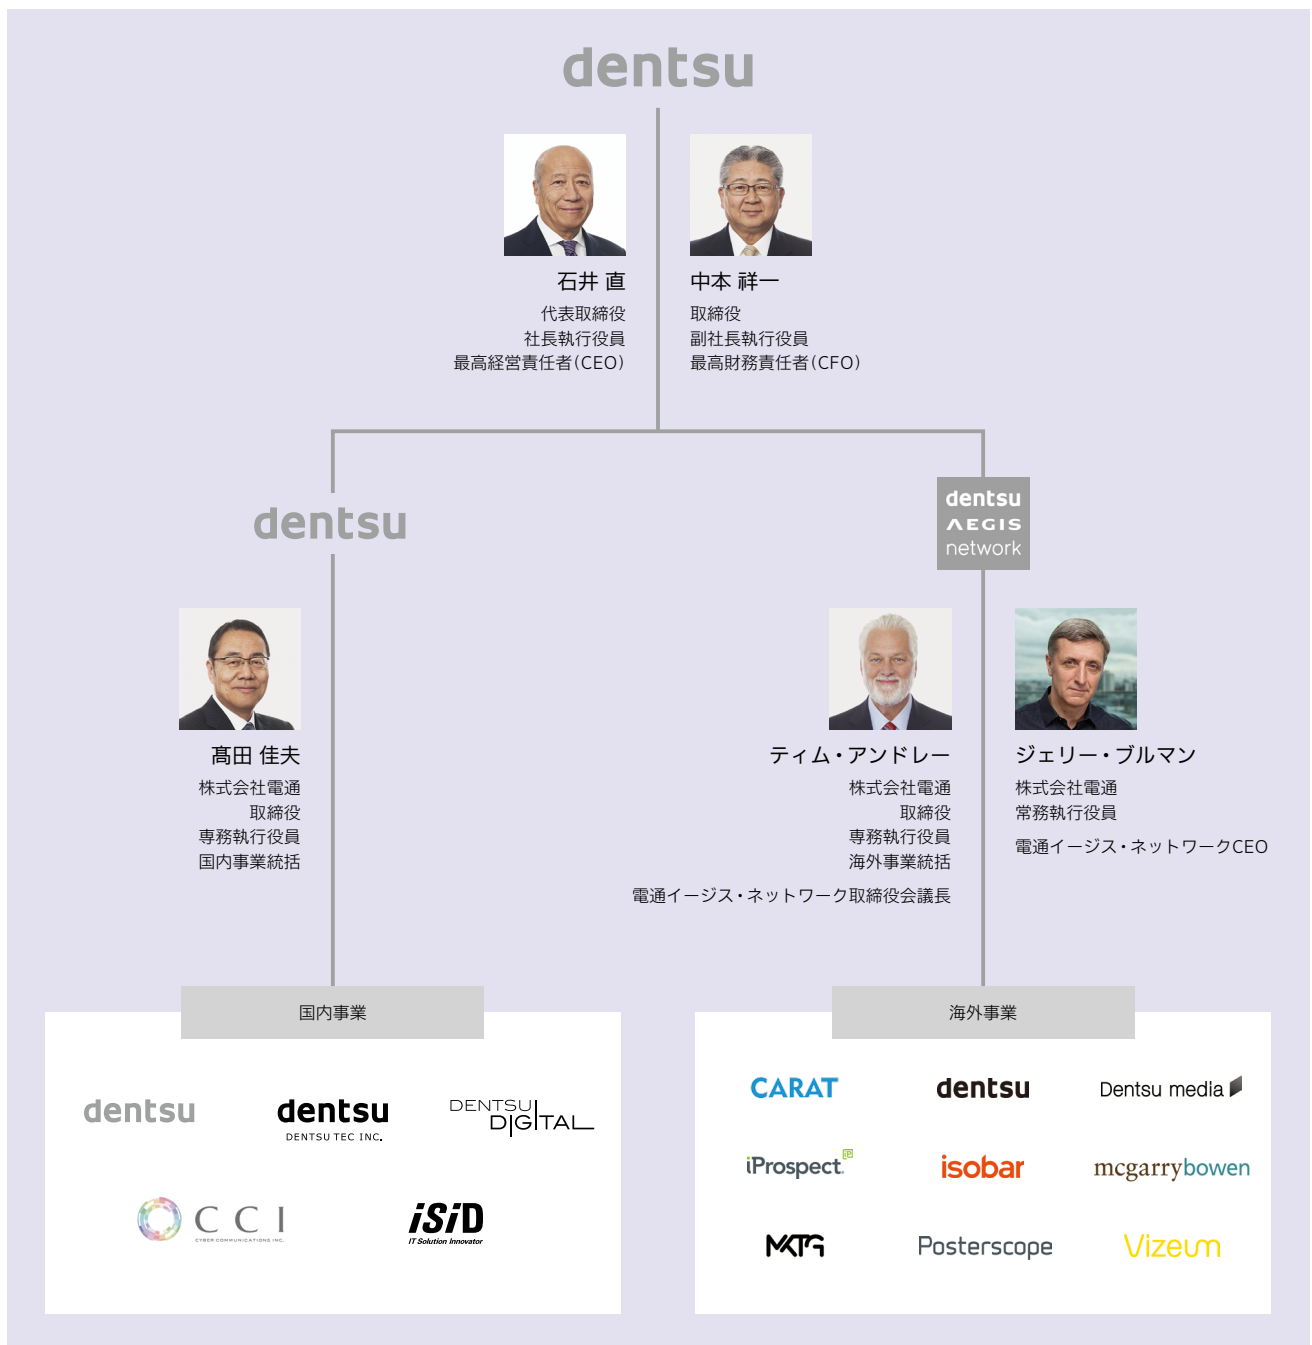 dentsu
石井 直
代表取締役
社長執行役員
最高経営責任者（CEO）
中本 祥一
取締役
副社長執行役員
最高財務責任者（CFO）
dentsu
髙田 佳夫
株式会社電通
取締役
専務執行役員
国内事業統括
dentsu
AEGIS
network
ティム・アンドレー
株式会社電通
取締役
専務執行役員
海外事業統括
電通イージス・ネットワーク取締役会議長
ジェリー・ブルマン
株式会社電通
常務執行役員
電通イージス・ネットワークCEO
国内事業
dentsu
dentsu
DENTSU TEC INC.
DENTSU
DIGITAL
CCI
CYBER COMMUNICATIONS INC.
iSiD
IT Solution Innovator
海外事業
CARAT
dentsu
Dentsu media
iProspect iP
isobar
mcgarrybowen
MKTG
Posterscope
Vizeum